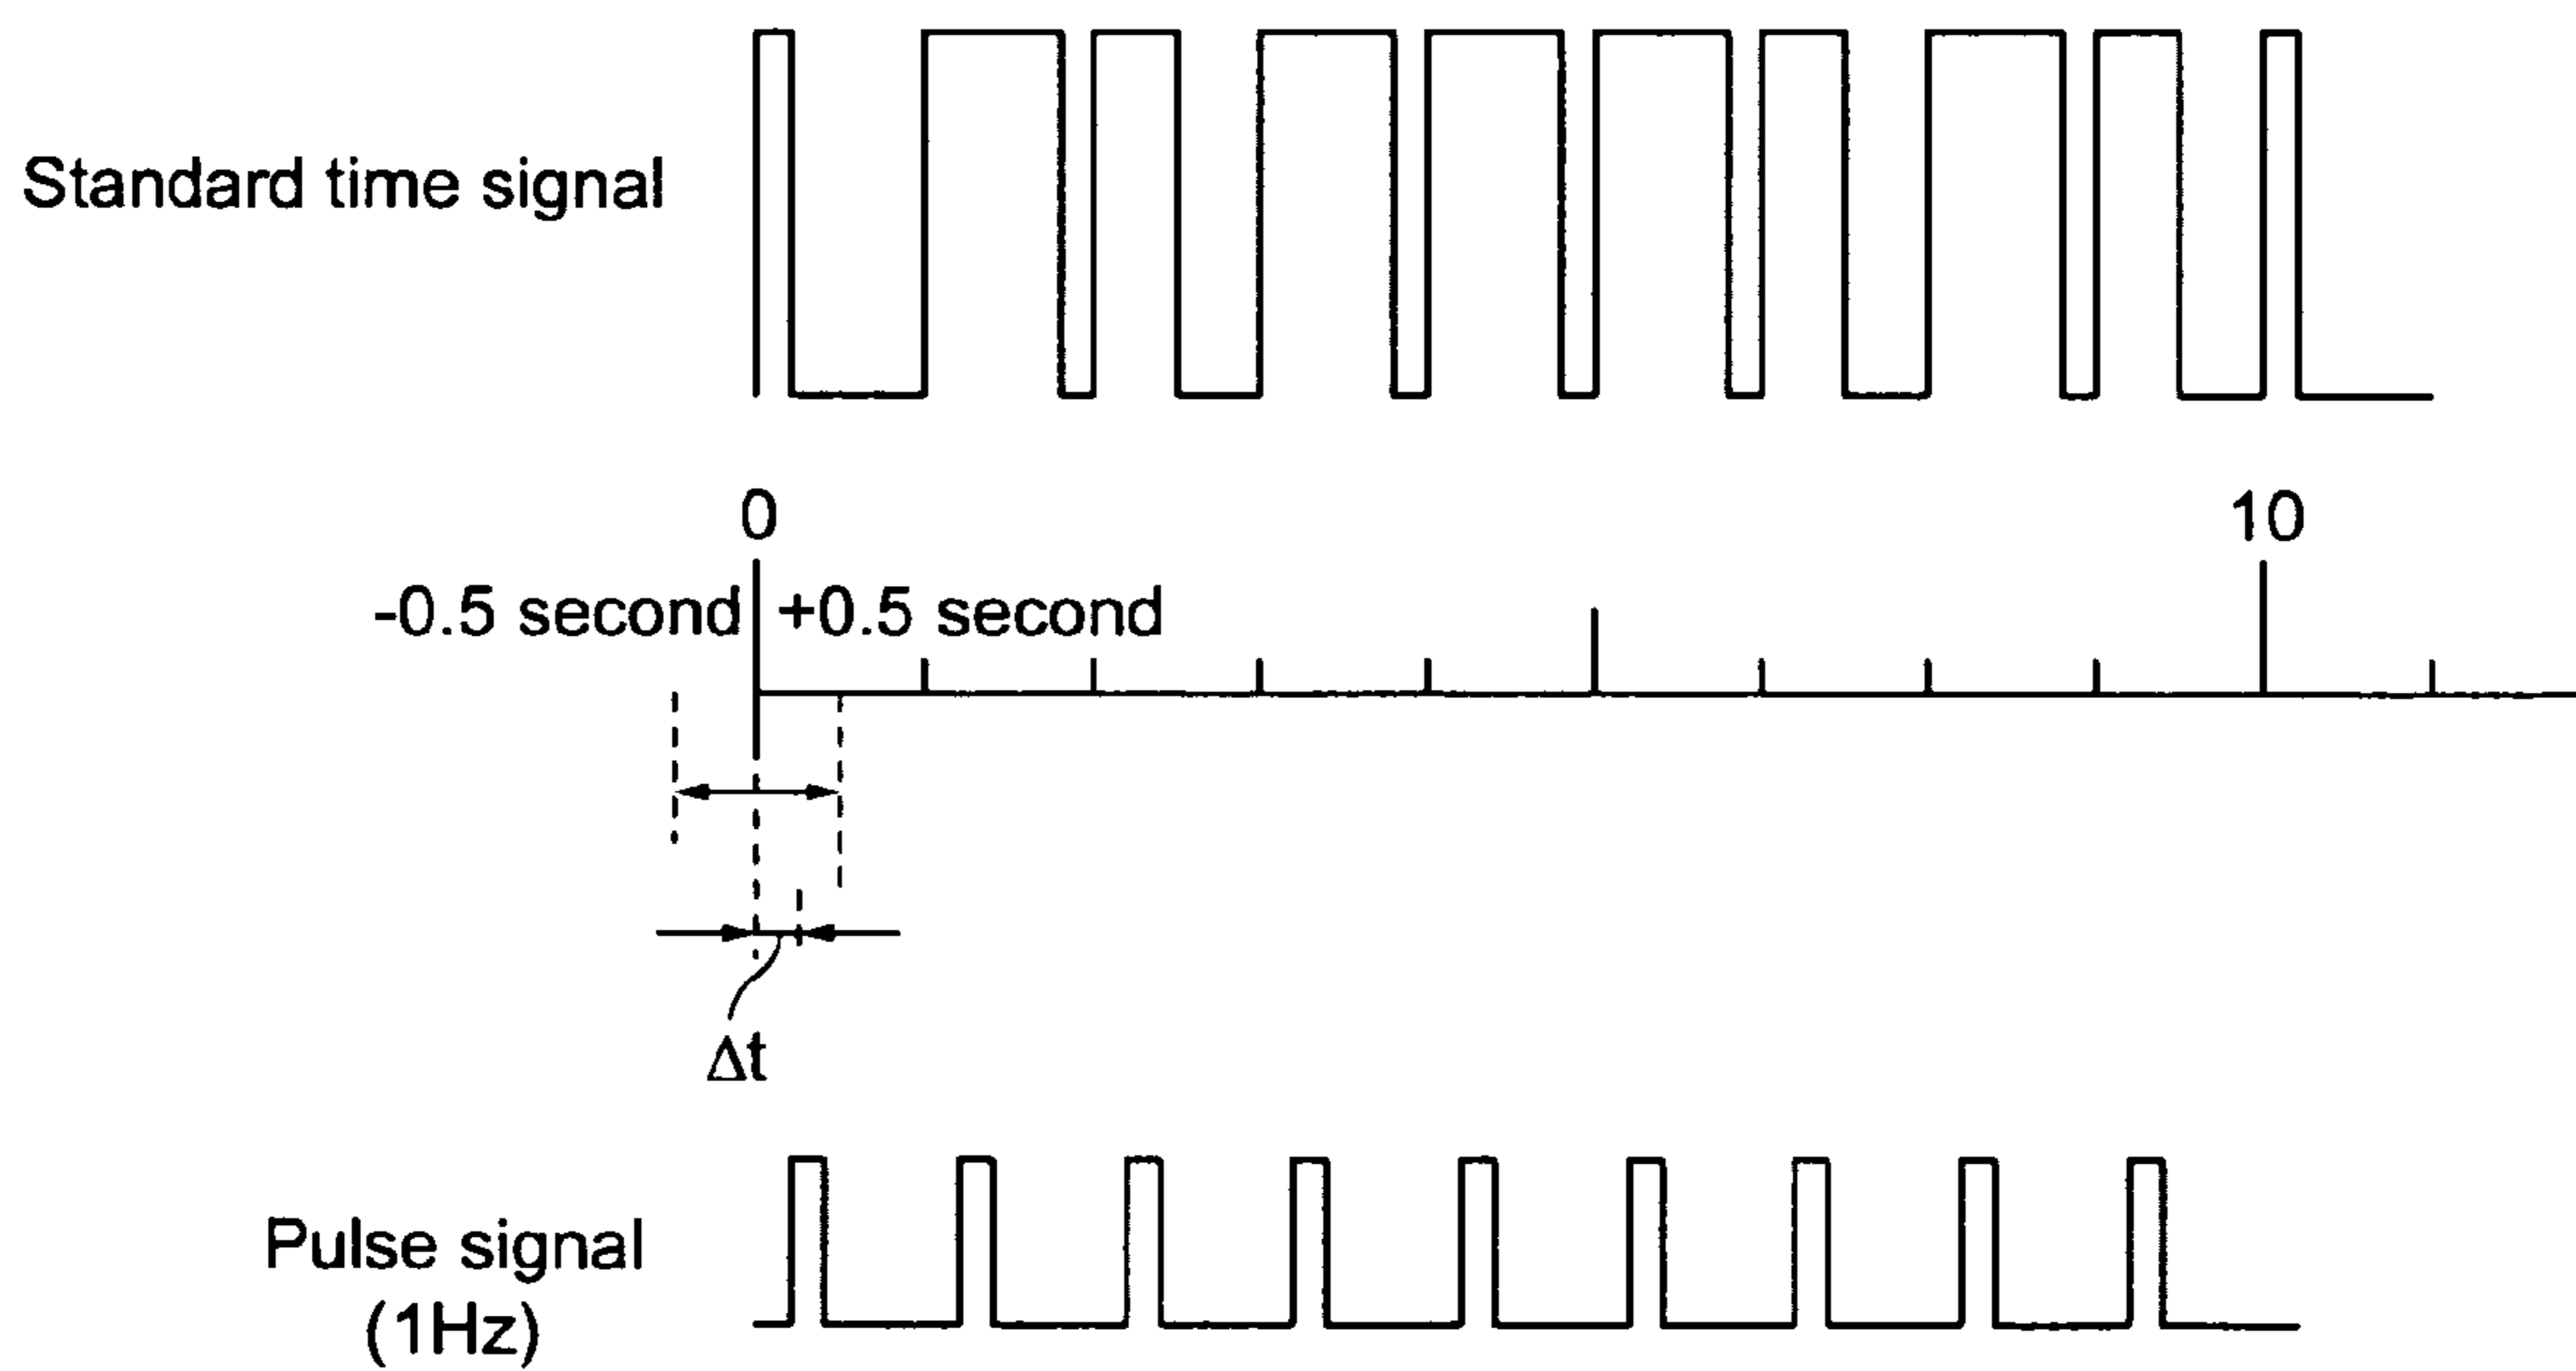 Standard time signal
0
10
-0.5 second
+0.5 second
Δt
Pulse signal
(1Hz)